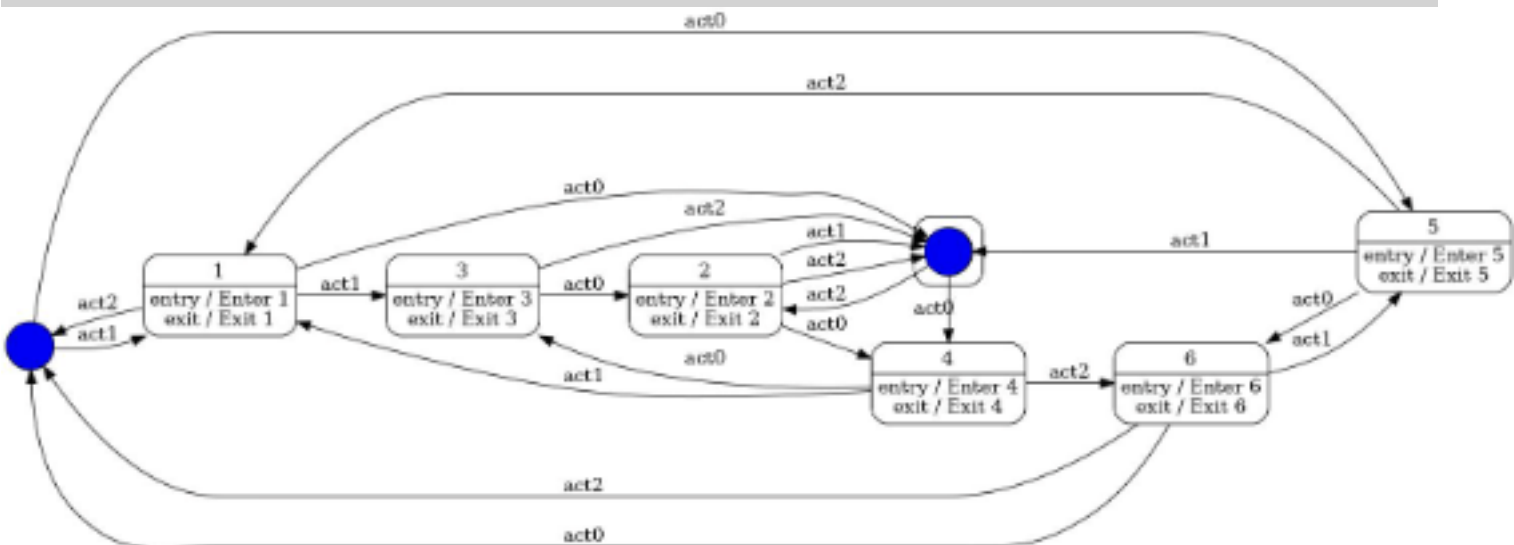 act0
act2
act0
act2
act1
act2
act1
act2
act0
act1
act0
act2
act1
act0
act0
act0
act1
act0
act1
act2
act2
act0
1
entry / Enter 1
exit / Exit 1
3
entry / Enter 3
exit / Exit 3
2
entry / Enter 2
exit / Exit 2
5
entry / Enter 5
exit / Exit 5
4
entry / Enter 4
exit / Exit 4
6
entry / Enter 6
exit / Exit 6